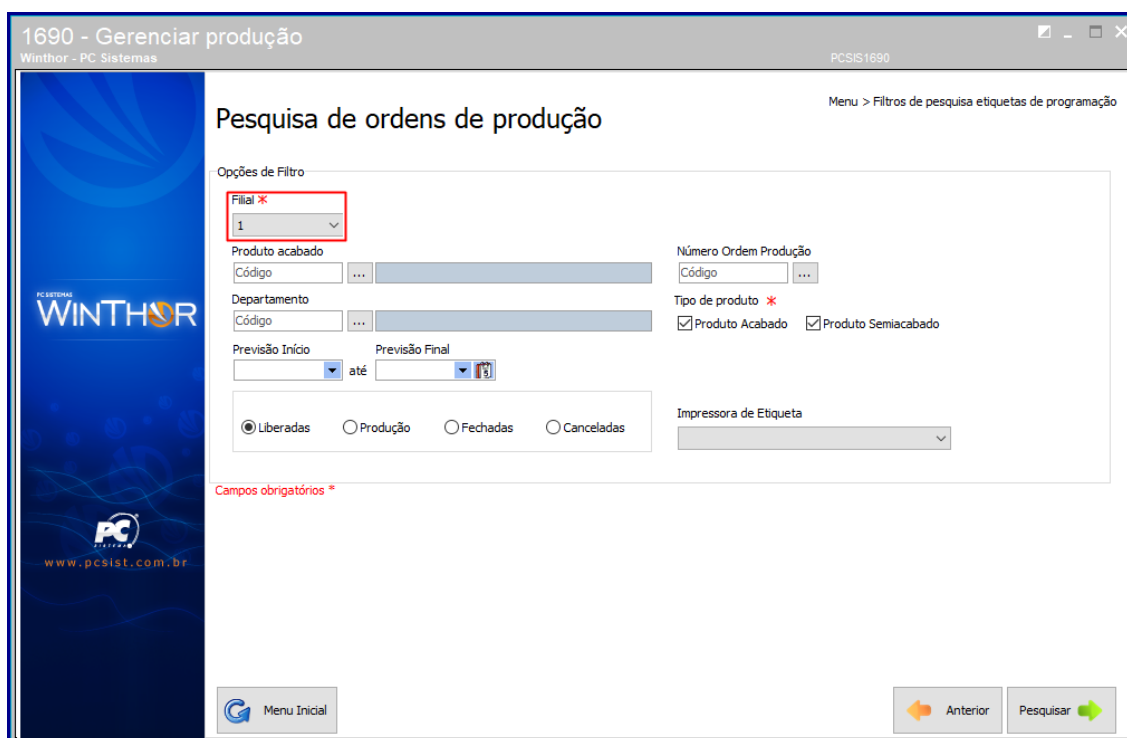 1690 - Gerenciar produção
Winthor - PC Sistemas
PCSIS1690
Menu > Filtros de pesquisa etiquetas de programação
Pesquisa de ordens de produção
Opções de Filtro
Filial *
1
Produto acabado
Número Ordem Produção
Código ...
Código ...
Departamento
Tipo de produto *
Código ...
Produto Acabado Produto Semiacabado
Previsão Início Previsão Final
até
5
Liberadas Produção Fechadas Canceladas
Impressora de Etiqueta
Campos obrigatórios *
PC SISTEMAS
WINTHOR
PC
SISTEMAS
www.pcsist.com.br
Menu Inicial
Anterior
Pesquisar